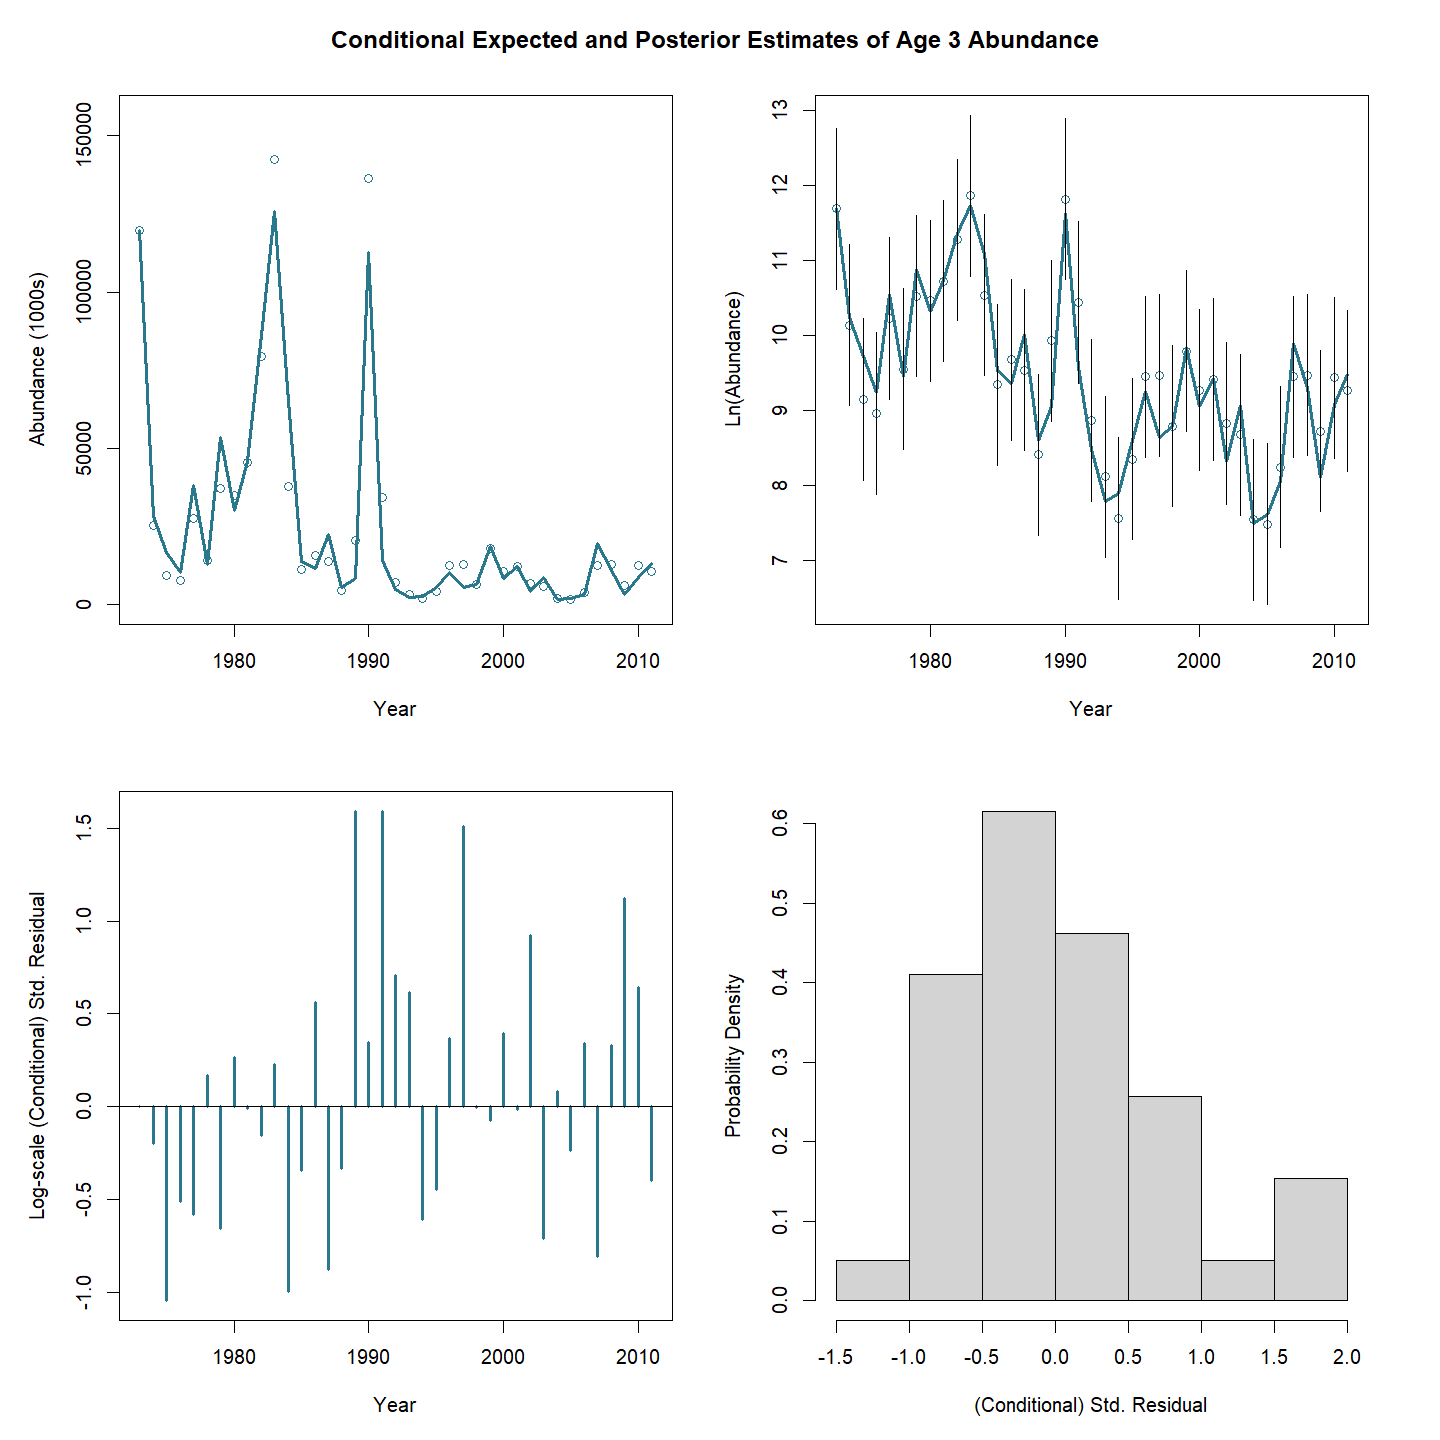 Conditional Expected and Posterior Estimates of Age 3 Abundance
Abundance (1000s)
150000
100000
50000
0
1980 1990 2000 2010
Year
Ln(Abundance)
13
12
11
10
9
8
7
1980 1990 2000 2010
Year
Log-scale (Conditional) Std. Residual
1.5
1.0
0.5
0.0
-0.5
-1.0
1980 1990 2000 2010
Year
Probability Density
0.6
0.5
0.4
0.3
0.2
0.1
0.0
-1.5 -1.0 -0.5 0.0 0.5 1.0 1.5 2.0
(Conditional) Std. Residual